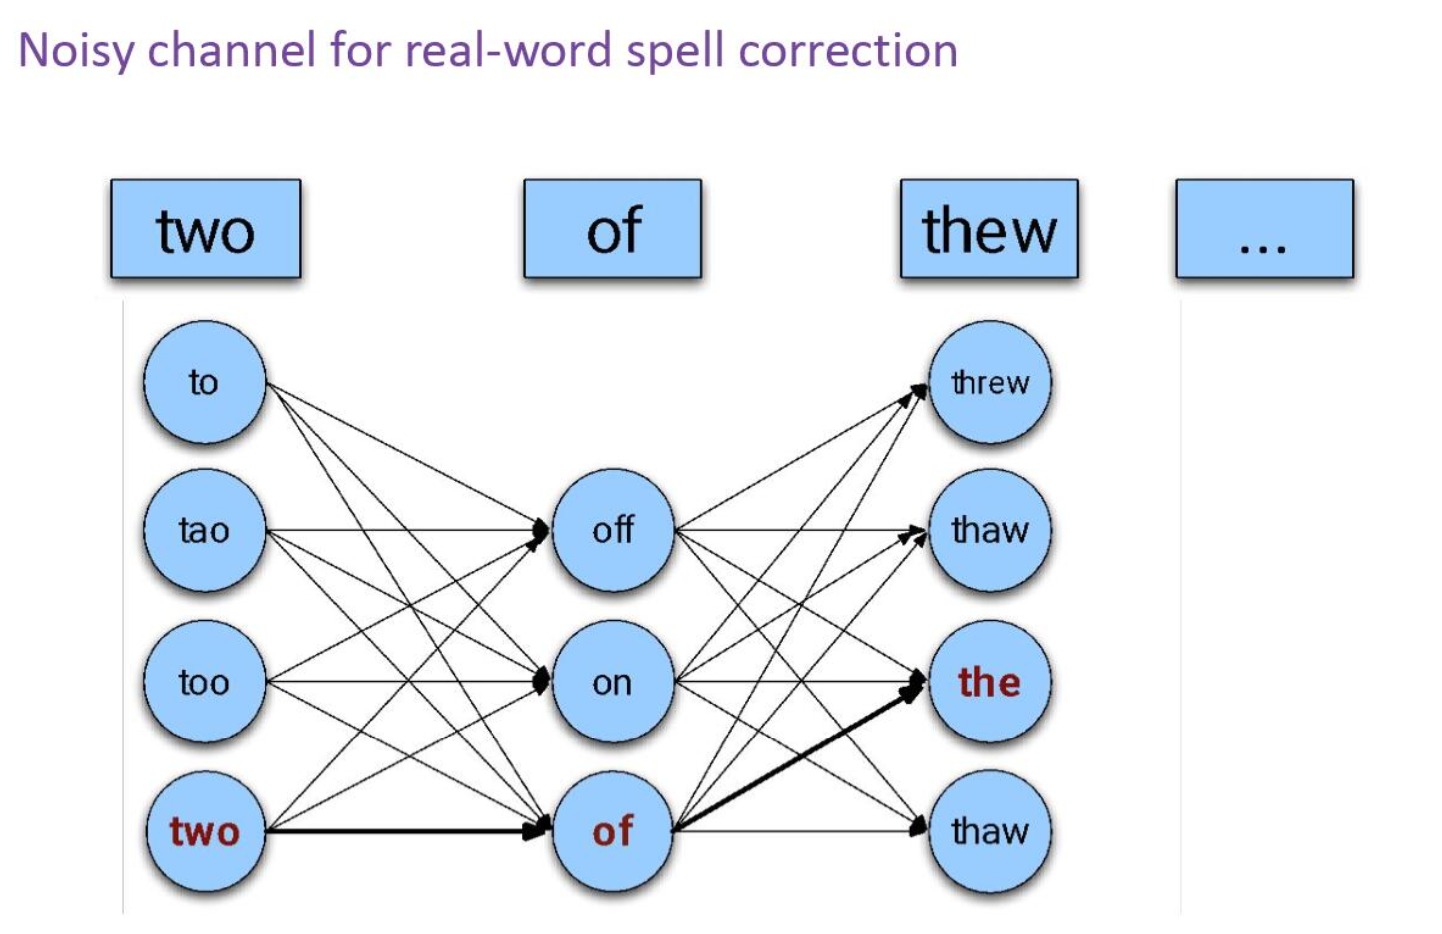 Noisy channel for real-word spell correction
two of thew ...
to threw
tao off thaw
too on the
two of thaw